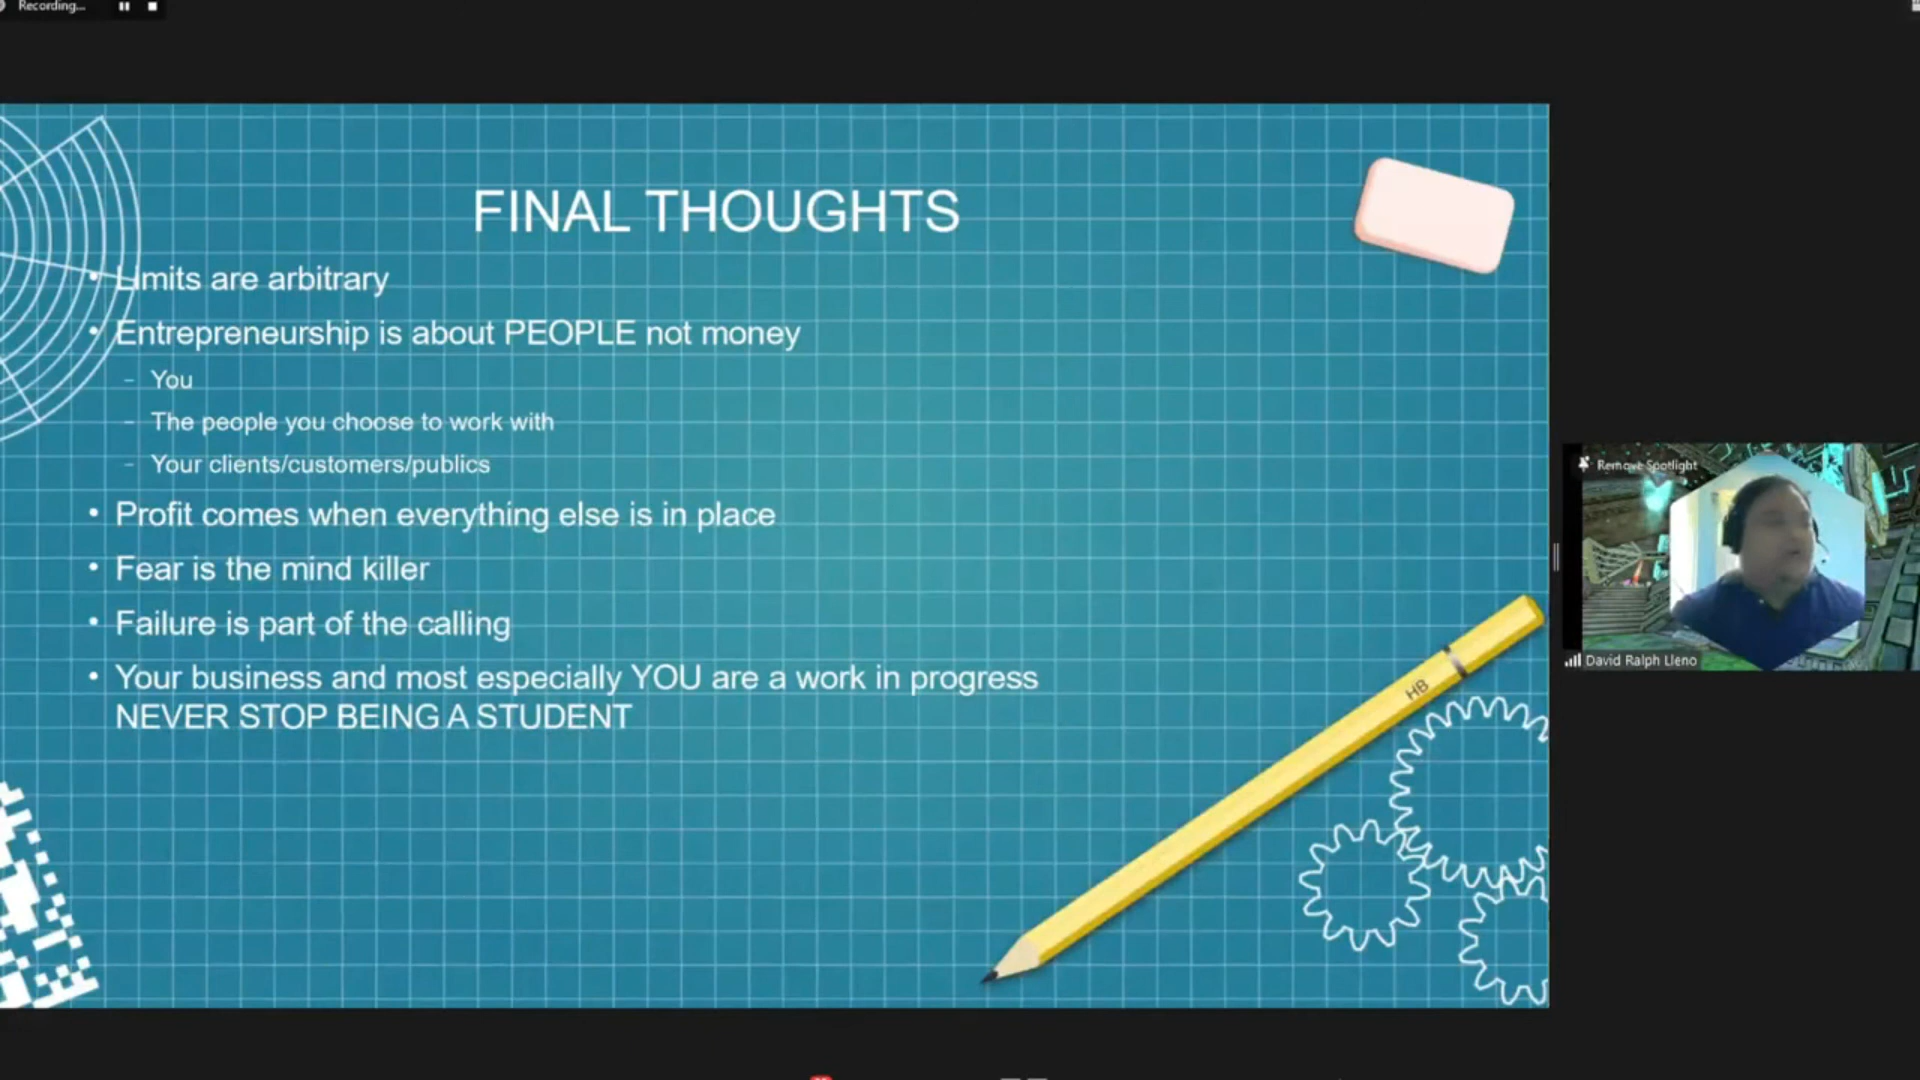 Recording...
FINAL THOUGHTS
• Limits are arbitrary
• Entrepreneurship is about PEOPLE not money
– You
– The people you choose to work with
– Your clients/customers/publics
• Profit comes when everything else is in place
• Fear is the mind killer
• Failure is part of the calling
• Your business and most especially YOU are a work in progress
NEVER STOP BEING A STUDENT
HB
Remove Spotlight
David Ralph Lleno